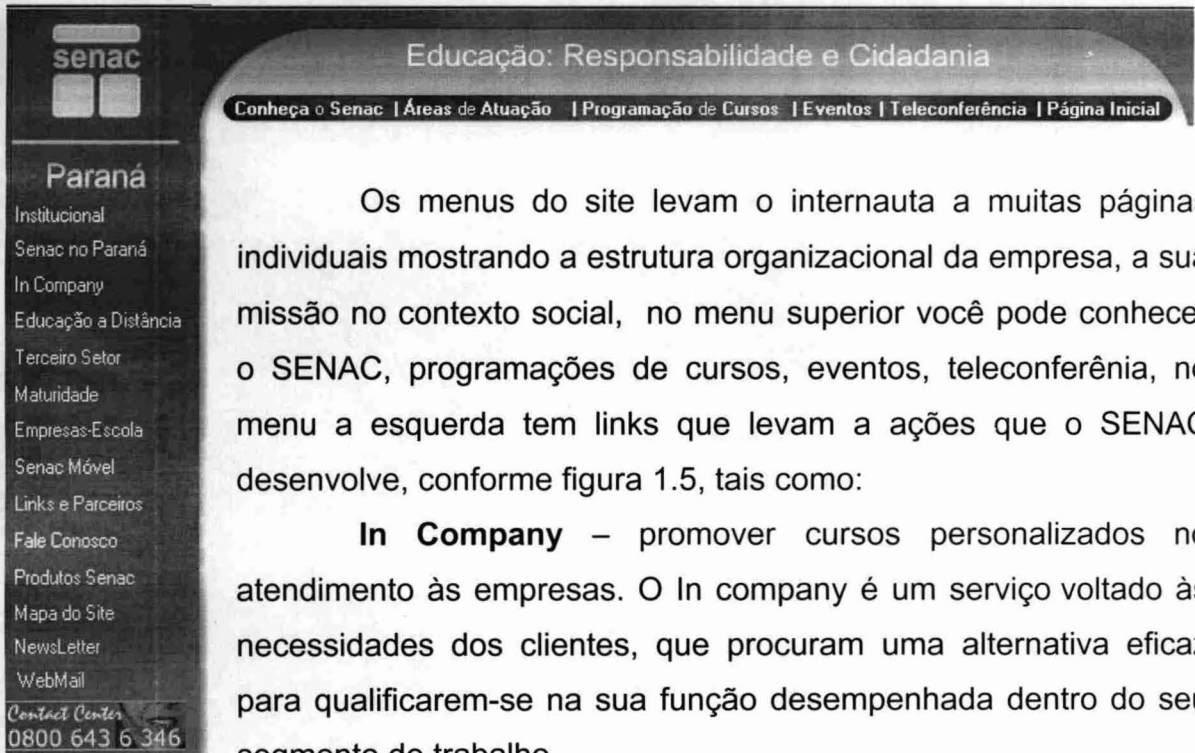 senac
Educação: Responsabilidade e Cidadania
Conheça o Senac | Áreas de Atuação | Programação de Cursos | Eventos | Teleconferência | Página Inicial
Paraná
Institucional
Senac no Paraná
In Company
Educação a Distância
Terceiro Setor
Maturidade
Empresas-Escola
Senac Móvel
Links e Parceiros
Fale Conosco
Produtos Senac
Mapa do Site
NewsLetter
WebMail
Contact Center
0800 643 6 346
Os menus do site levam o internauta a muitas página
individuais mostrando a estrutura organizacional da empresa, a sua
missão no contexto social, no menu superior você pode conhece
o SENAC, programações de cursos, eventos, teleconferênia, no
menu a esquerda tem links que levam a ações que o SENAC
desenvolve, conforme figura 1.5, tais como:
In Company – promover cursos personalizados no
atendimento às empresas. O In company é um serviço voltado às
necessidades dos clientes, que procuram uma alternativa eficaz
para qualificarem-se na sua função desempenhada dentro do seu
segmento de trabalho